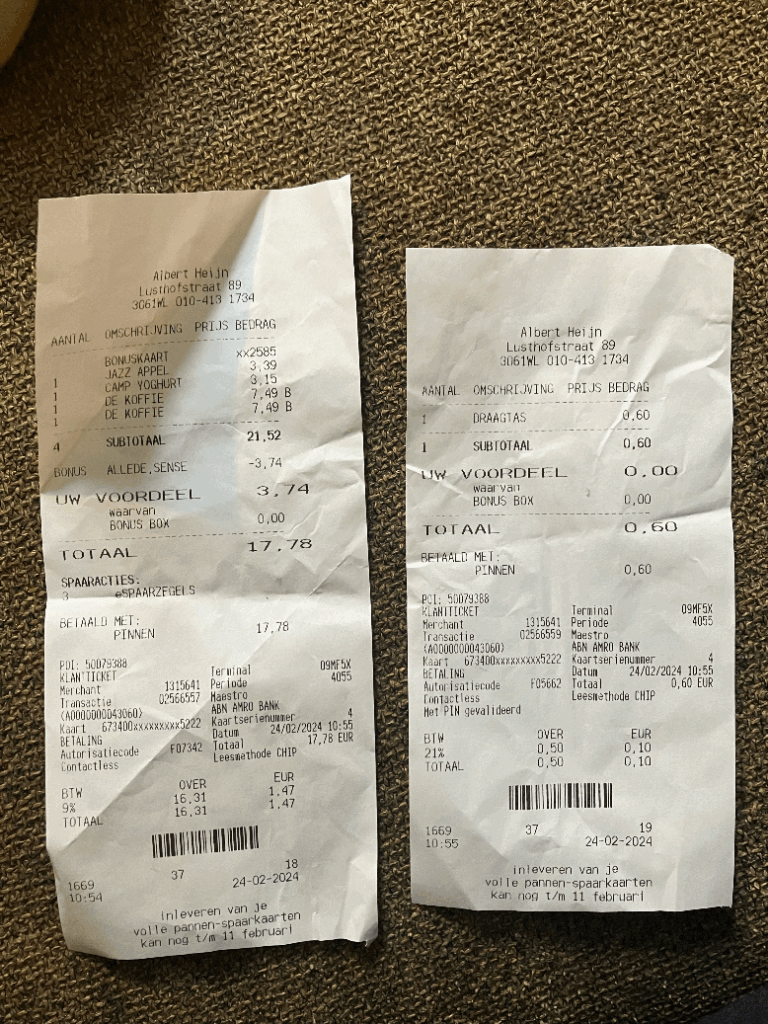 Albert Heijn
Lusthofstraat 89
3061WL 010-413 1734
AANTAL OMSCHRIJVING PRIJS BEDRAG
BONUSKAART xx2585
1 JAZZ APPEL 3,39
1 CAMP YOGHURT 3,15
1 DE KOFFIE 7,49 B
1 DE KOFFIE 7,49 B
4 SUBTOTAAL 21,52
BONUS ALLEDE,SENSE -3,74
UW VOORDEEL 3,74
waarvan
BONUS BOX 0,00
TOTAAL 17,78
SPAARACTIES:
3 eSPAARZEGELS
BETAALD MET:
PINNEN 17,78
POI: 50079388
KLANTTICKET Terminal 09MF5X
Merchant 1315641 Periode 4055
Transactie 02566557 Maestro
(A0000000043060) ABN AMRO BANK
Kaart 673400xxxxxxxxx5222 Kaartserienummer 4
BETALING Datum 24/02/2024 10:55
Autorisatiecode F07342 Totaal 17,78 EUR
Contactless Leesmethode CHIP
BTW OVER EUR
9% 16,31 1,47
TOTAAL 16,31 1,47
1669 37 18
10:54 24-02-2024
inleveren van je
volle pannen-spaarkaarten
kan nog t/m 11 februari
Albert Heijn
Lusthofstraat 89
3061WL 010-413 1734
AANTAL OMSCHRIJVING PRIJS BEDRAG
1 DRAAGTAS 0,60
1 SUBTOTAAL 0,60
UW VOORDEEL 0,00
waarvan
BONUS BOX 0,00
TOTAAL 0,60
BETAALD MET:
PINNEN 0,60
POI: 50079388
KLANTTICKET Terminal 09MF5X
Merchant 1315641 Periode 4055
Transactie 02566559 Maestro
(A0000000043060) ABN AMRO BANK
Kaart 673400xxxxxxxxx5222 Kaartserienummer 4
BETALING Datum 24/02/2024 10:55
Autorisatiecode F05662 Totaal 0,60 EUR
Contactless Leesmethode CHIP
Met PIN gevalideerd
BTW OVER EUR
21% 0,50 0,10
TOTAAL 0,50 0,10
1669 37 19
10:55 24-02-2024
inleveren van je
volle pannen-spaarkaarten
kan nog t/m 11 februari